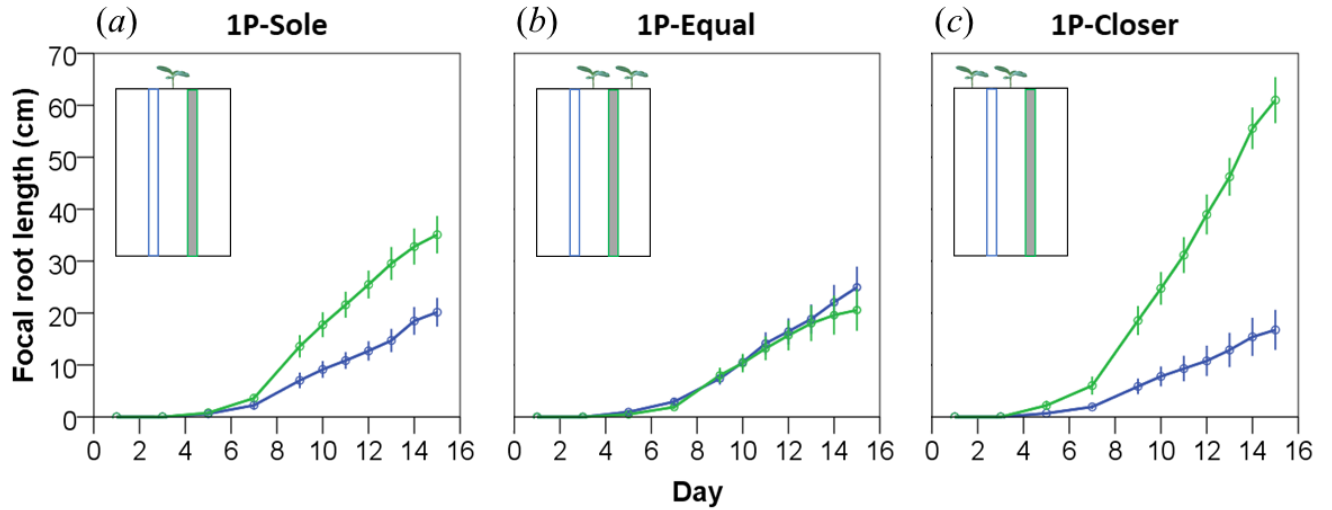 (a) 1P-Sole
(b) 1P-Equal
(c) 1P-Closer
Focal root length (cm)
70
60
50
40
30
20
10
0
0 2 4 6 8 10 12 14 16
0 2 4 6 8 10 12 14 16
0 2 4 6 8 10 12 14 16
Day